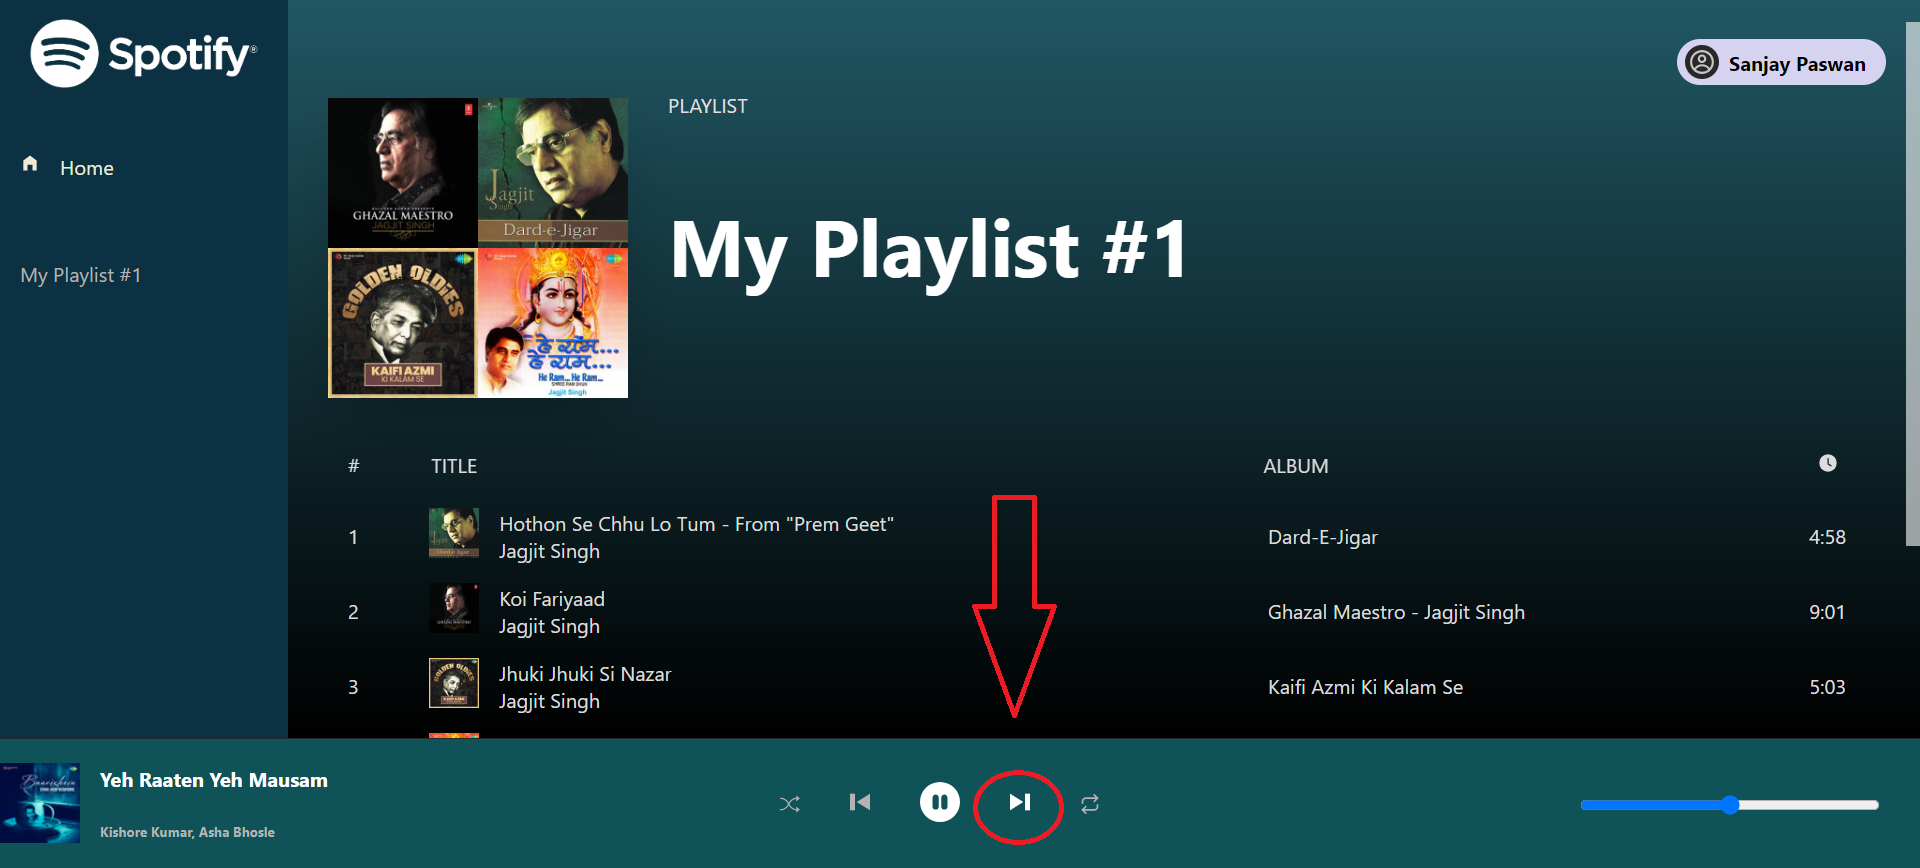 Spotify®
Home
My Playlist #1
Sanjay Paswan
PLAYLIST
My Playlist #1
GHAZAL MAESTRO
JAGJIT SINGH
Jagjit
Singh
Dard-e-Jigar
GOLDEN OLDIES
KAIFI AZMI
KI KALAM SE
हे राम...
हे राम...
He Ram... He Ram...
Jagjit Singh
# TITLE ALBUM
1 Hothon Se Chhu Lo Tum - From "Prem Geet" Dard-E-Jigar 4:58
Jagjit Singh
2 Koi Fariyaad Ghazal Maestro - Jagjit Singh 9:01
Jagjit Singh
3 Jhuki Jhuki Si Nazar Kaifi Azmi Ki Kalam Se 5:03
Jagjit Singh
Yeh Raaten Yeh Mausam
Kishore Kumar, Asha Bhosle